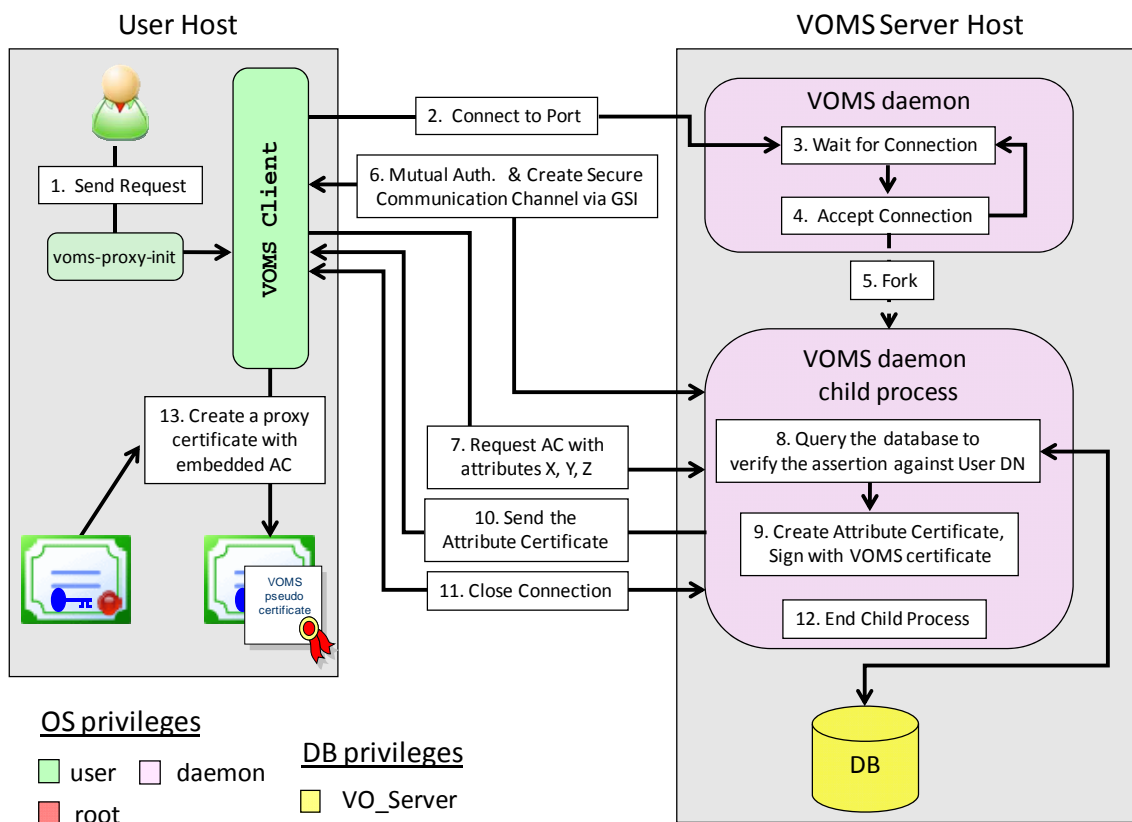 User Host
VOMS Server Host
VOMS daemon
2. Connect to Port
3. Wait for Connection
1. Send Request
6. Mutual Auth. & Create Secure
Communication Channel via GSI
4. Accept Connection
VOMS Client
voms-proxy-init
5. Fork
VOMS daemon
child process
13. Create a proxy
certificate with
embedded AC
7. Request AC with
attributes X, Y, Z
8. Query the database to
verify the assertion against User DN
10. Send the
Attribute Certificate
9. Create Attribute Certificate,
Sign with VOMS certificate
VOMS
pseudo
certificate
11. Close Connection
12. End Child Process
OS privileges
user
daemon
root
DB privileges
VO_Server
DB